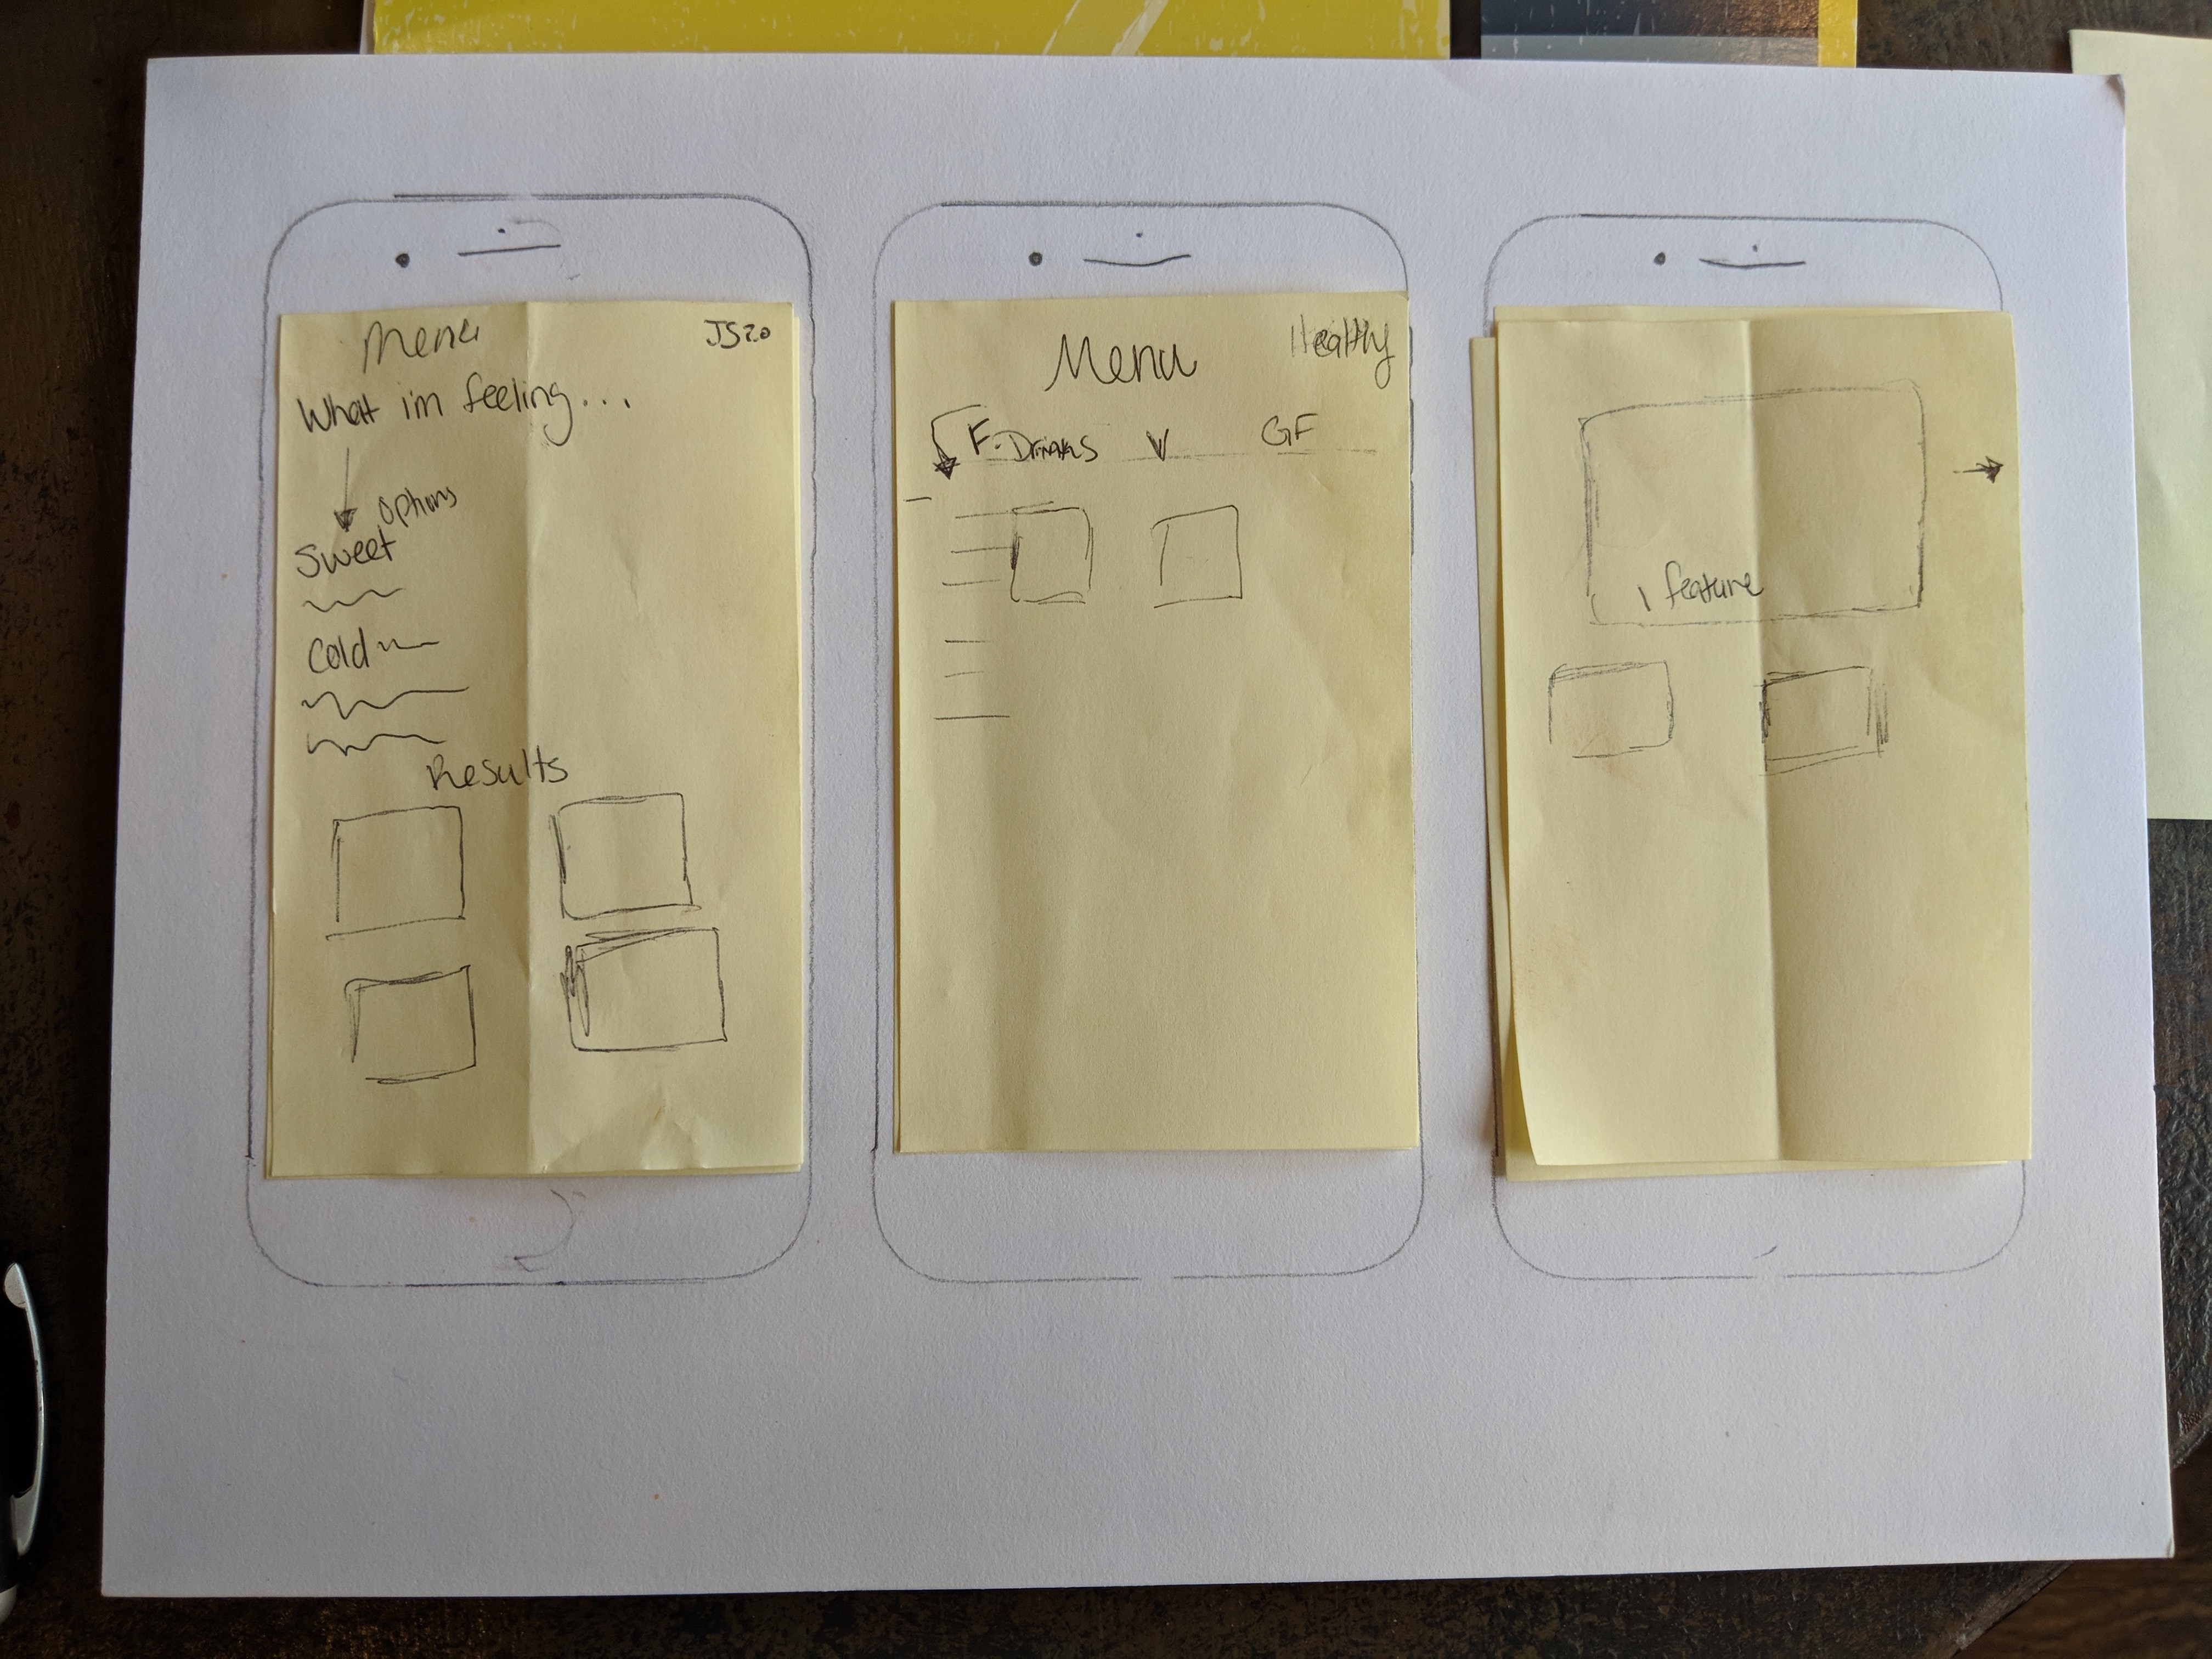 Menu
JS2.0
What i'm feeling...
options
Sweet
Cold
Results
Menu
Healthy
F. Drinks V GF
1 feature